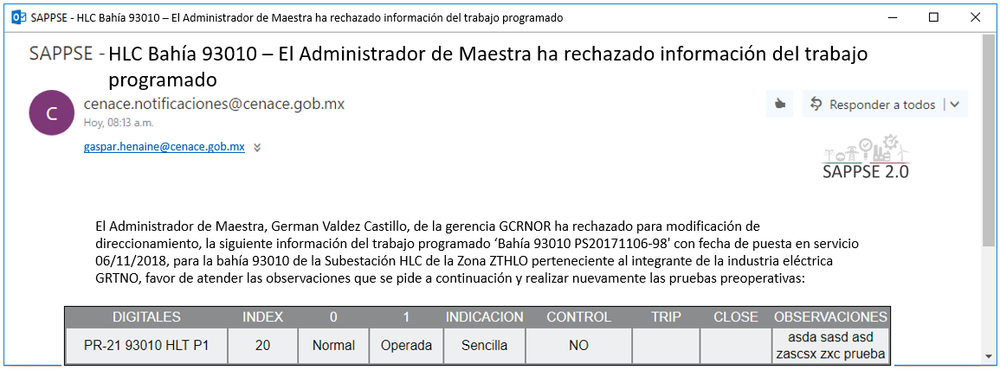 SAPPSE - HLC Bahía 93010 – El Administrador de Maestra ha rechazado información del trabajo programado
SAPPSE - HLC Bahía 93010 – El Administrador de Maestra ha rechazado información del trabajo
programado
C
cenace.notificaciones@cenace.gob.mx
Hoy, 08:13 a.m.
Responder a todos
gaspar.henaine@cenace.gob.mx
SAPPSE 2.0
El Administrador de Maestra, German Valdez Castillo, de la gerencia GCRNOR ha rechazado para modificación de
direccionamiento, la siguiente información del trabajo programado ‘Bahía 93010 PS20171106-98' con fecha de puesta en servicio
06/11/2018, para la bahía 93010 de la Subestación HLC de la Zona ZTHLO perteneciente al integrante de la industria eléctrica
GRTNO, favor de atender las observaciones que se pide a continuación y realizar nuevamente las pruebas preoperativas:
DIGITALES INDEX 0 1 INDICACION CONTROL TRIP CLOSE OBSERVACIONES
PR-21 93010 HLT P1 20 Normal Operada Sencilla NO asda sasd asd
zascsx zxc prueba